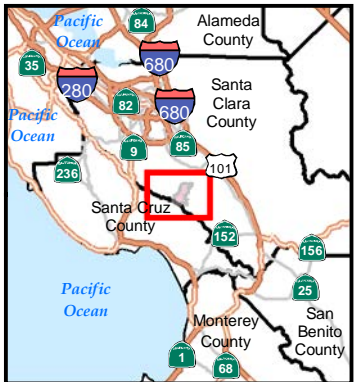 Pacific
Ocean
84
Alameda
County
35
680
280
Santa
Clara
County
82
680
Pacific
Ocean
9
85
101
236
Santa Cruz
County
152
156
25
Pacific
Ocean
Monterey
County
San
Benito
County
1
68